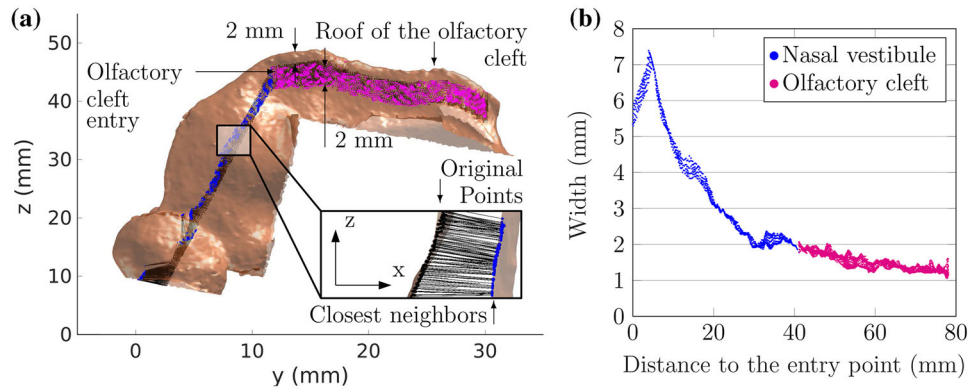 (a)
2 mm
Roof of the olfactory
cleft
Olfactory
cleft
entry
2 mm
Original
Points
z
x
Closest neighbors
50
40
30
20
10
0
z (mm)
0
10
20
30
y (mm)
(b)
Nasal vestibule
Olfactory cleft
8
7
6
5
4
3
2
1
0
Width (mm)
0
20
40
60
80
Distance to the entry point (mm)